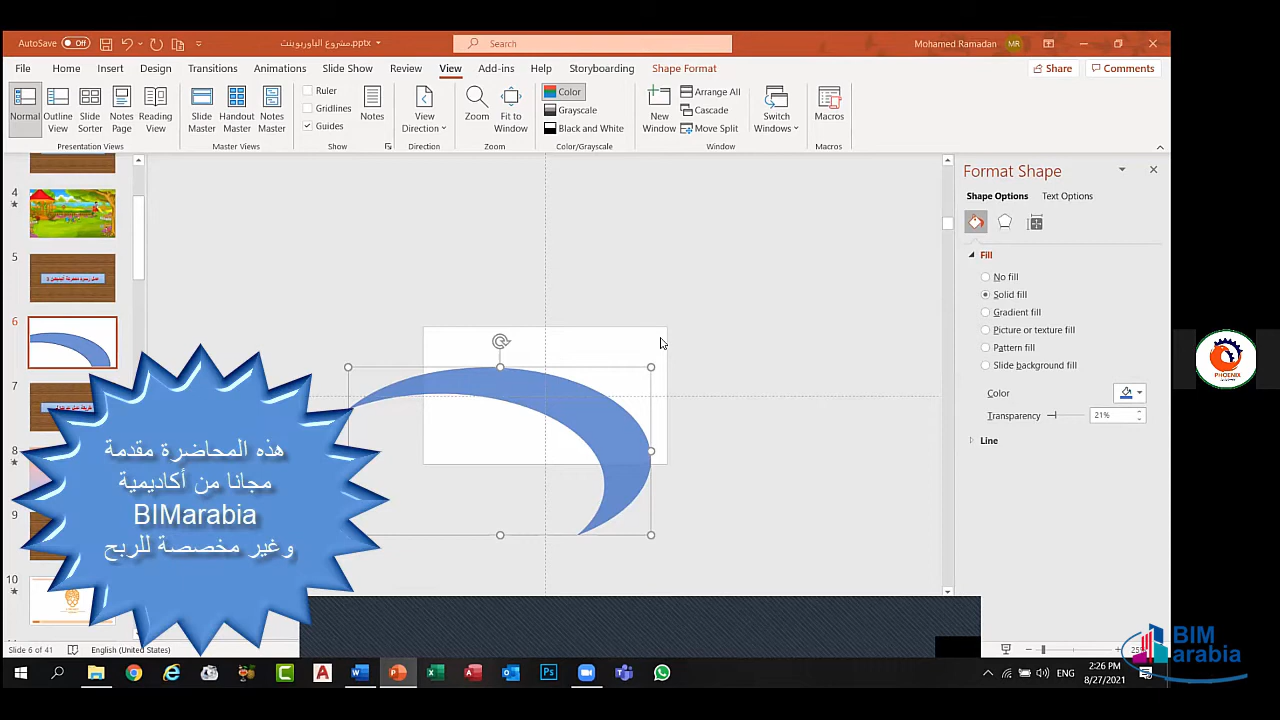 AutoSave Off
مشروع الباوربوينت.pptx
Search
Mohamed Ramadan MR
File Home Insert Design Transitions Animations Slide Show Review View Add-ins Help Storyboarding Shape Format
Share Comments
Normal Outline View Slide Sorter Notes Page Reading View
Presentation Views
Slide Master Handout Master Notes Master
Master Views
Ruler
Gridlines
Guides
Show
Notes
View Direction
Direction
Zoom Fit to Window
Zoom
Color
Grayscale
Black and White
Color/Grayscale
New Window
Arrange All
Cascade
Move Split
Switch Windows
Window
Macros
Macros
4
5
6
7
8
9
10
Format Shape
Shape Options Text Options
Fill
No fill
Solid fill
Gradient fill
Picture or texture fill
Pattern fill
Slide background fill
Color
Transparency 21%
Line
هذه المحاضرة مقدمة
مجانا من أكاديمية
BIMarabia
وغير مخصصة للربح
PHOENIX
Slide 6 of 41 English (United States)
BIM
arabia
ENG
2:26 PM
8/27/2021